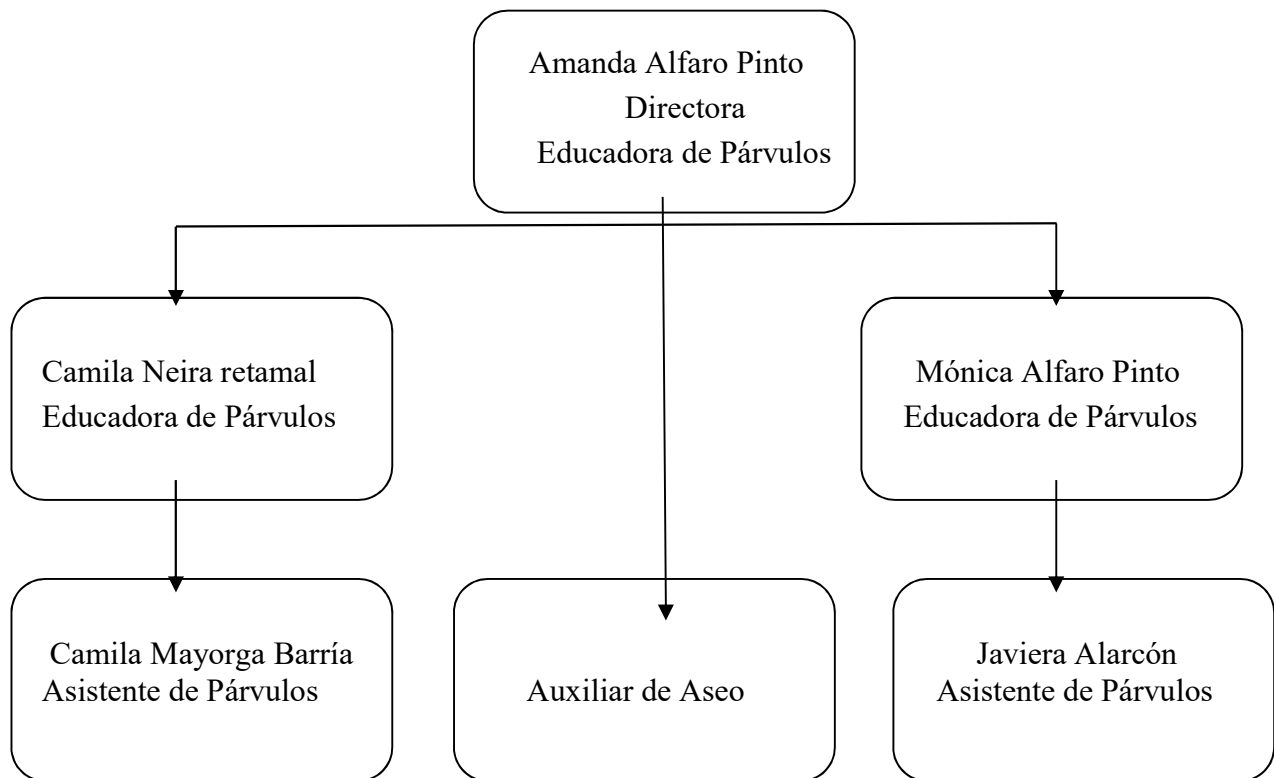 Amanda Alfaro Pinto
Directora
Educadora de Párvulos
Camila Neira retamal
Educadora de Párvulos
Mónica Alfaro Pinto
Educadora de Párvulos
Camila Mayorga Barría
Asistente de Párvulos
Auxiliar de Aseo
Javiera Alarcón
Asistente de Párvulos